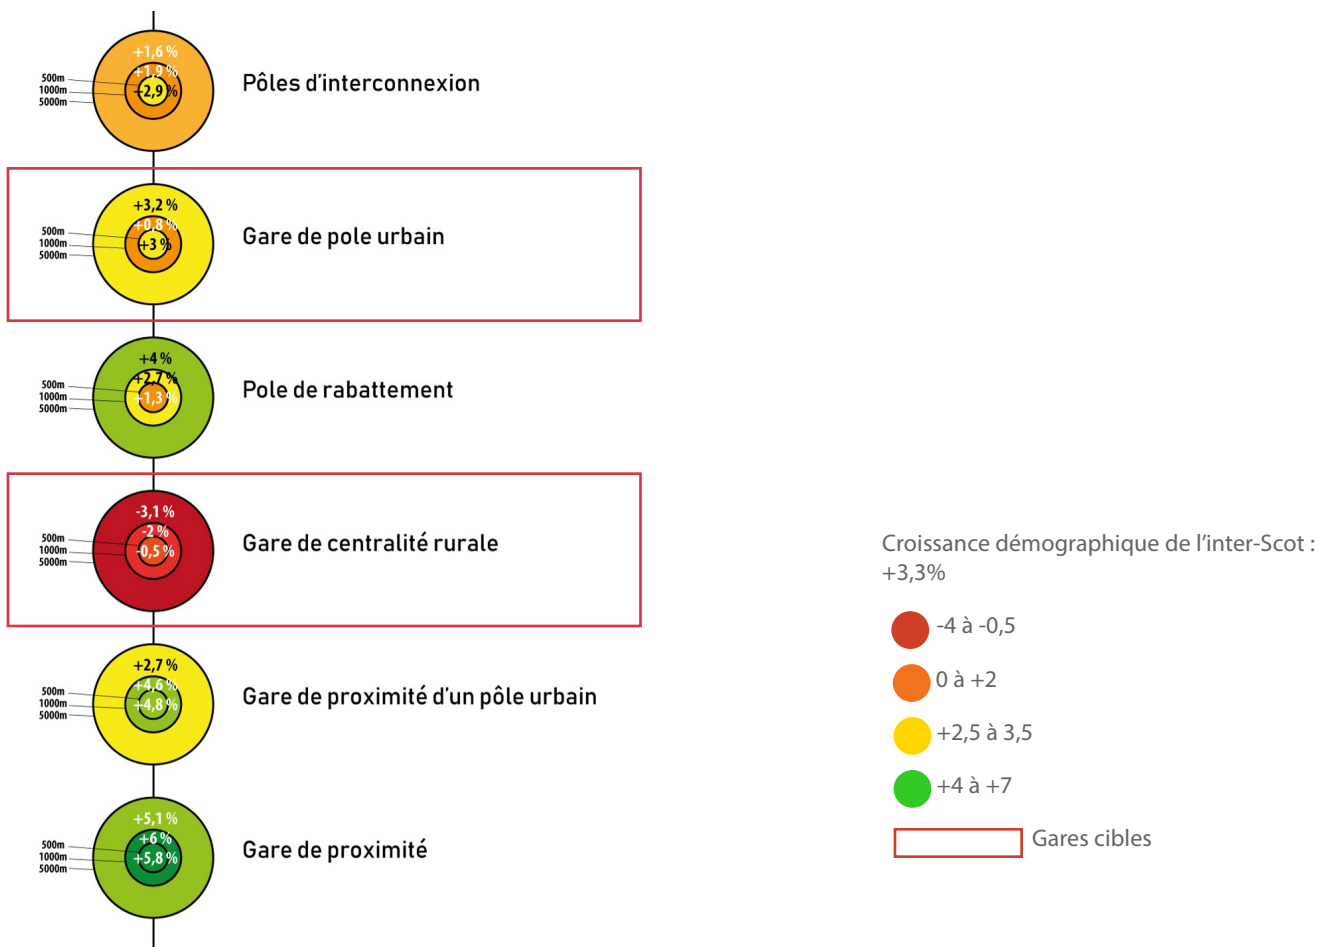 +1,6 %
+1,9 %
+2,9 %
500m
1000m
5000m
Pôles d'interconnexion
+3,2 %
+0,8 %
+3 %
500m
1000m
5000m
Gare de pole urbain
+4 %
+2,7 %
+1,3 %
500m
1000m
5000m
Pole de rabattement
-3,1 %
-2 %
-0,5 %
500m
1000m
5000m
Gare de centralité rurale
+2,7 %
+4,6 %
+4,8 %
500m
1000m
5000m
Gare de proximité d'un pôle urbain
+5,1 %
+6 %
+5,8 %
500m
1000m
5000m
Gare de proximité
Croissance démographique de l'inter-Scot :
+3,3%
-4 à -0,5
0 à +2
+2,5 à 3,5
+4 à +7
Gares cibles